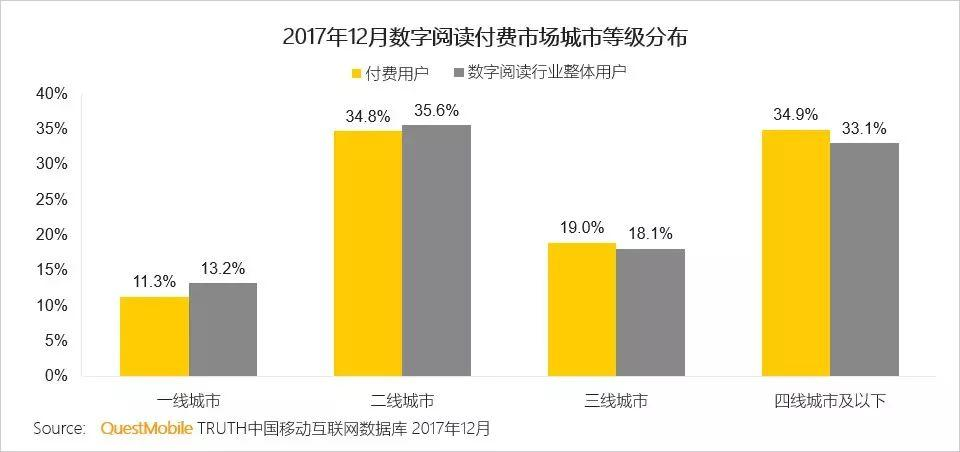 2017年12月数字阅读付费市场城市等级分布
付费用户 数字阅读行业整体用户
40%
35%
30%
25%
20%
15%
10%
5%
0%
11.3% 13.2% 34.8% 35.6% 19.0% 18.1% 34.9% 33.1%
一线城市 二线城市 三线城市 四线城市及以下
Source: QuestMobile TRUTH中国移动互联网数据库 2017年12月